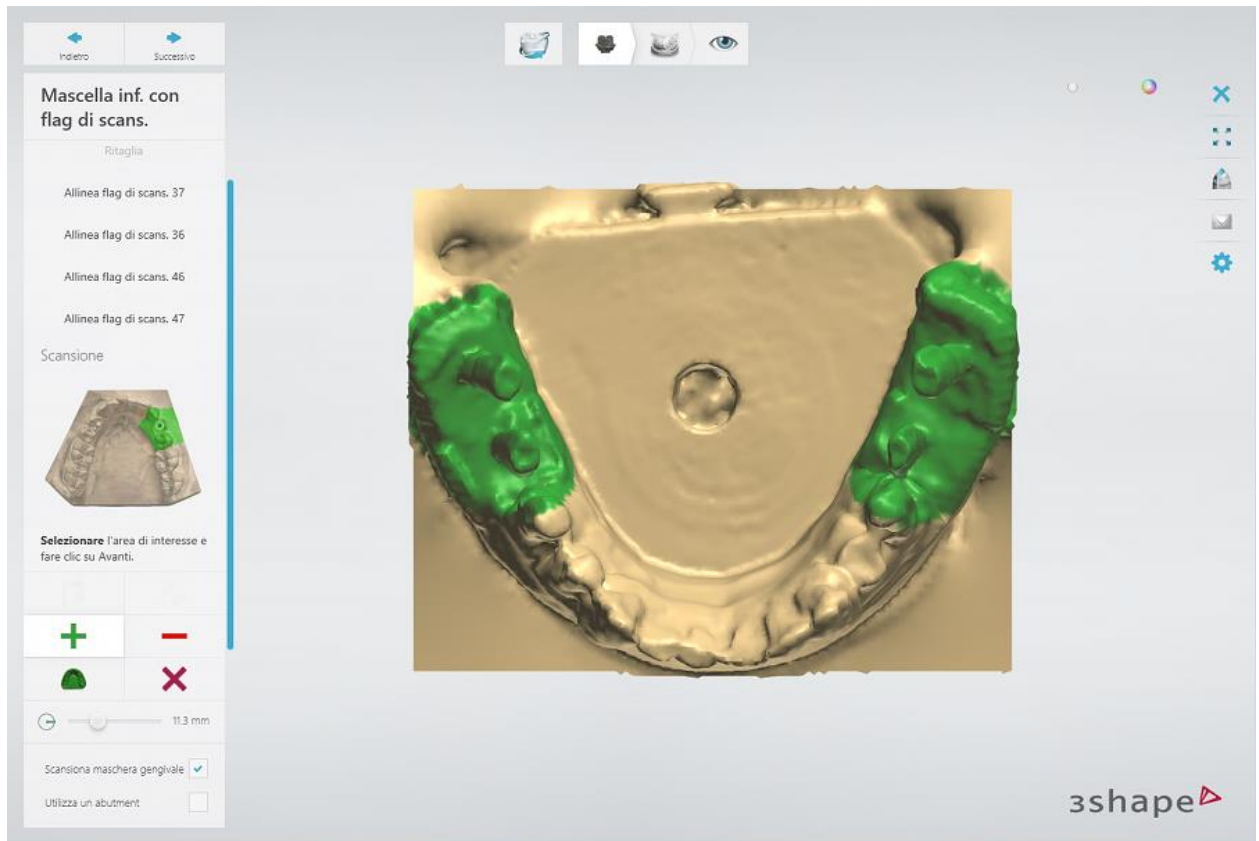 Indietro
Successivo
Mascella inf. con
flag di scans.
Ritaglia
Allinea flag di scans. 37
Allinea flag di scans. 36
Allinea flag di scans. 46
Allinea flag di scans. 47
Scansione
Selezionare l'area di interesse e
fare clic su Avanti.
11.3 mm
Scansiona maschera gengivale
Utilizza un abutment
3shape